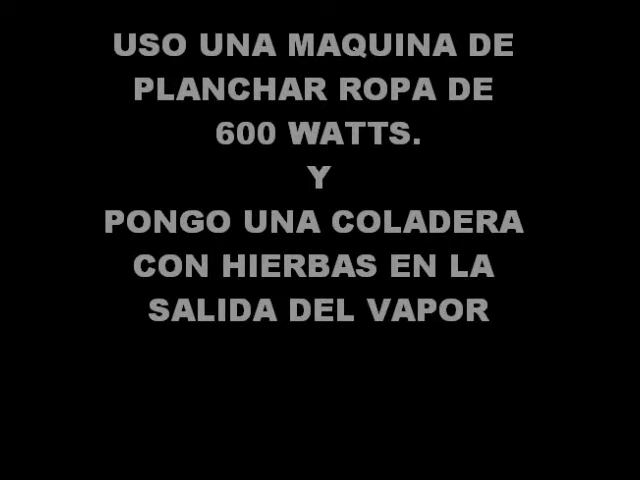 USO UNA MAQUINA DE
PLANCHAR ROPA DE
600 WATTS.
Y
PONGO UNA COLADERA
CON HIERBAS EN LA
SALIDA DEL VAPOR